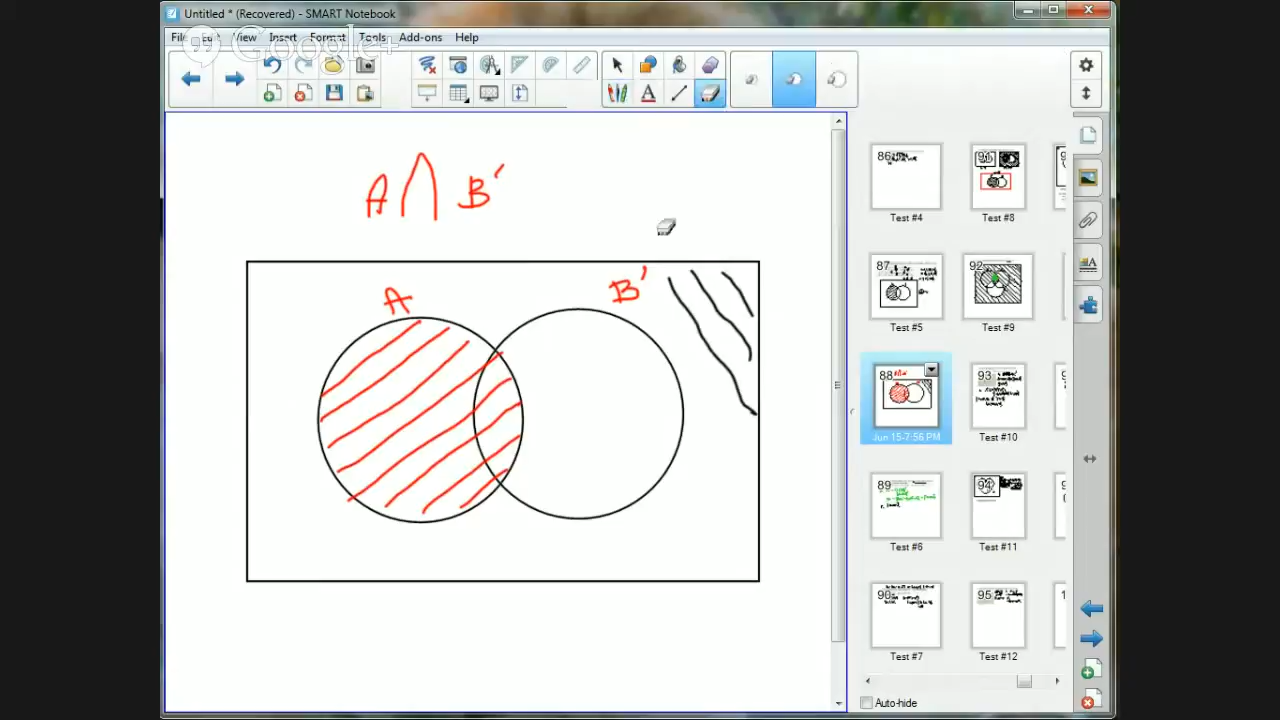 Untitled * (Recovered) - SMART Notebook
File Edit View Insert Format Tools Add-ons Help
Google+
A ∩ B′
A
B′
86
Test #4
91
Test #8
87
Test #5
92
Test #9
88
Jun 15-7:56 PM
93
Test #10
89
Test #6
94
Test #11
90
Test #7
95
Test #12
Auto-hide